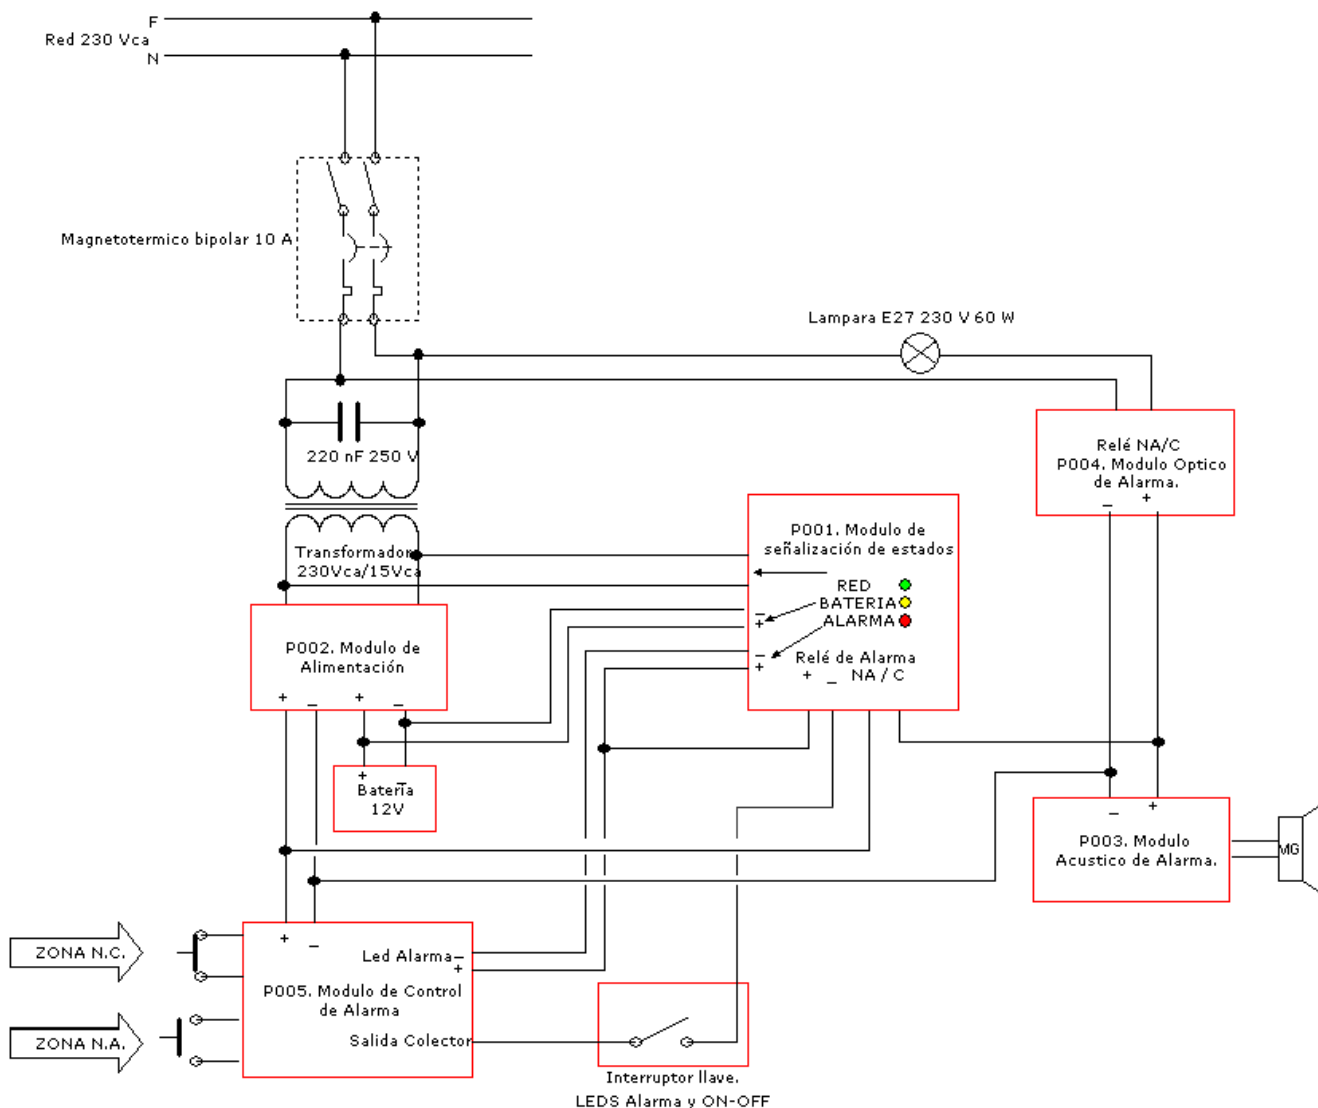 F
Red 230 Vca
N
Magnetotermico bipolar 10 A
Lampara E27 230 V 60 W
220 nF 250 V
Relé NA/C
P004. Modulo Optico
de Alarma.
_ +
Transformador
230Vca/15Vca
P001. Modulo de
señalización de estados
RED
BATERIA
ALARMA
_
+
_
+
Relé de Alarma
+ _ NA / C
P002. Modulo de
Alimentación
+ _ + _
+ _
Batería
12V
_ +
P003. Modulo
Acustico de Alarma.
MG
ZONA N.C.
+ _
Led Alarma _
+
P005. Modulo de Control
de Alarma
ZONA N.A.
Salida Colector
Interruptor llave.
LEDS Alarma y ON-OFF